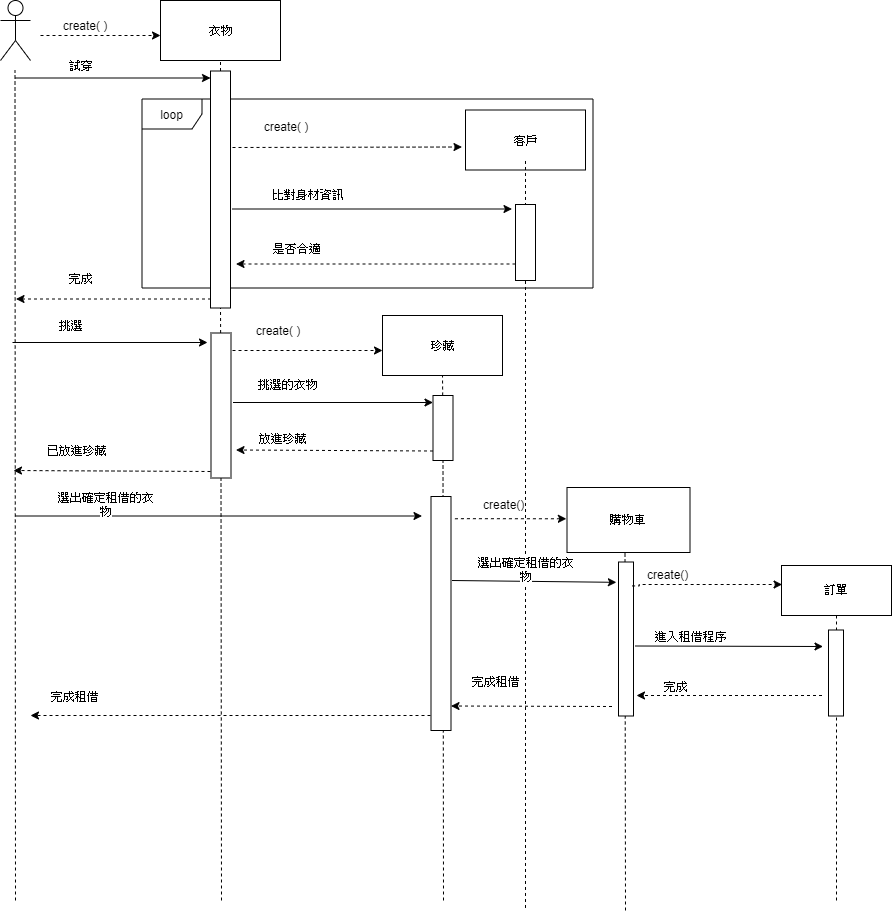 create( )
衣物
試穿
loop
create( )
客戶
比對身材資訊
是否合適
完成
挑選
create( )
珍藏
挑選的衣物
放進珍藏
已放進珍藏
選出確定租借的衣
物
create()
購物車
選出確定租借的衣
物
create()
訂單
進入租借程序
完成租借
完成
完成租借